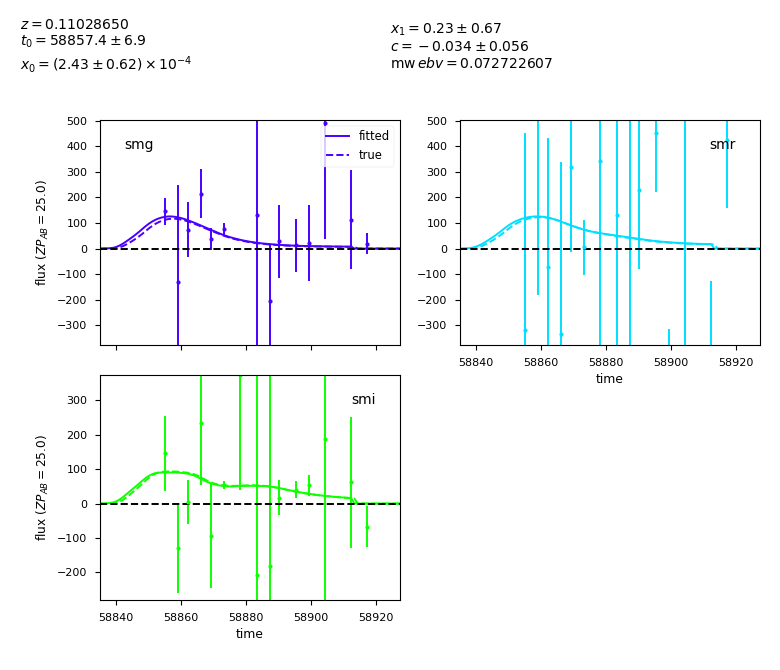 z = 0.11028650
t₀ = 58857.4 ± 6.9
x₀ = (2.43 ± 0.62) × 10⁻⁴
x₁ = 0.23 ± 0.67
c = −0.034 ± 0.056
mw ebv = 0.072722607
smg
fitted
true
500
400
300
200
100
0
−100
−200
−300
flux (ZP_AB = 25.0)
smr
500
400
300
200
100
0
−100
−200
−300
58840 58860 58880 58900 58920
time
smi
300
200
100
0
−100
−200
flux (ZP_AB = 25.0)
58840 58860 58880 58900 58920
time